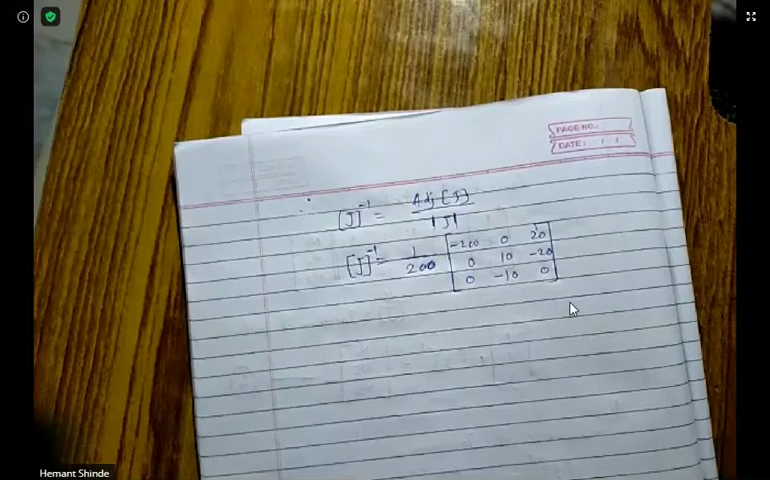 PAGE NO.:
DATE: / /
∴ [J]⁻¹ = Adj [J] / |J|
[J]⁻¹ = 1/200 [ -200 0 20
0 10 -20
0 -10 0 ]
Hemant Shinde